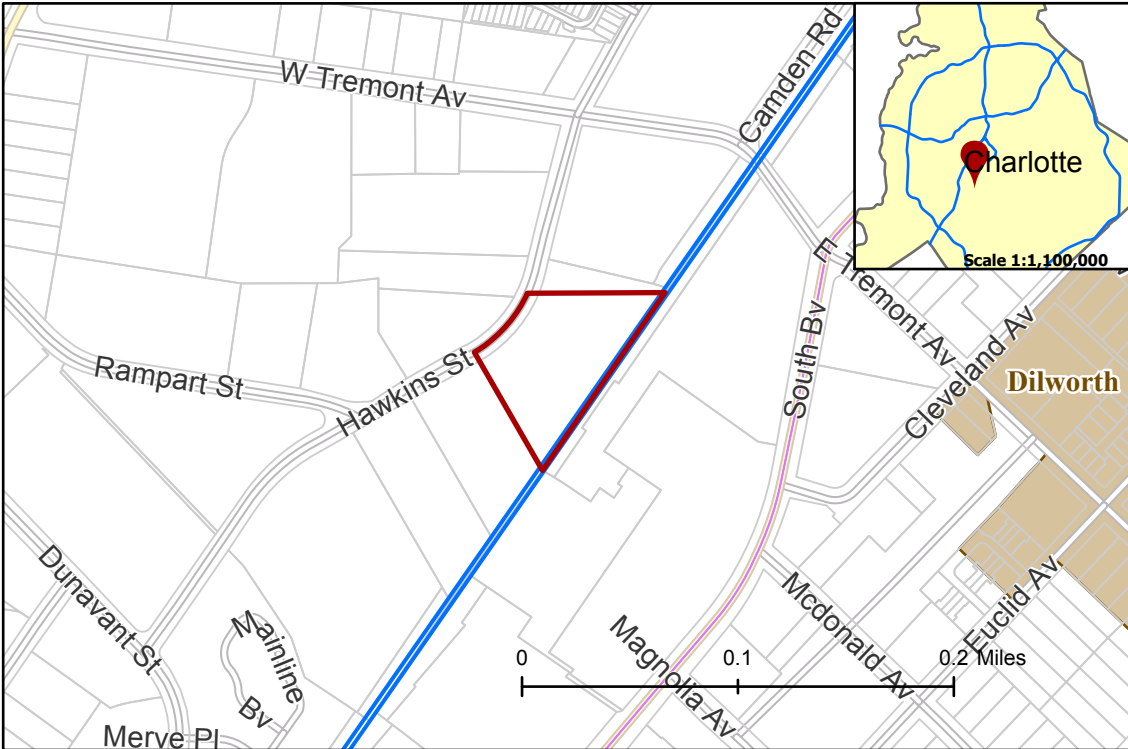 W Tremont Av
Camden Rd
Charlotte
Scale 1:1,100,000
E Tremont Av
South Bv
Cleveland Av
Dilworth
Rampart St
Hawkins St
Dunavant St
Mainline Bv
Merve Pl
Magnolia Av
Mcdonald Av
Euclid Av
0 0.1 0.2 Miles